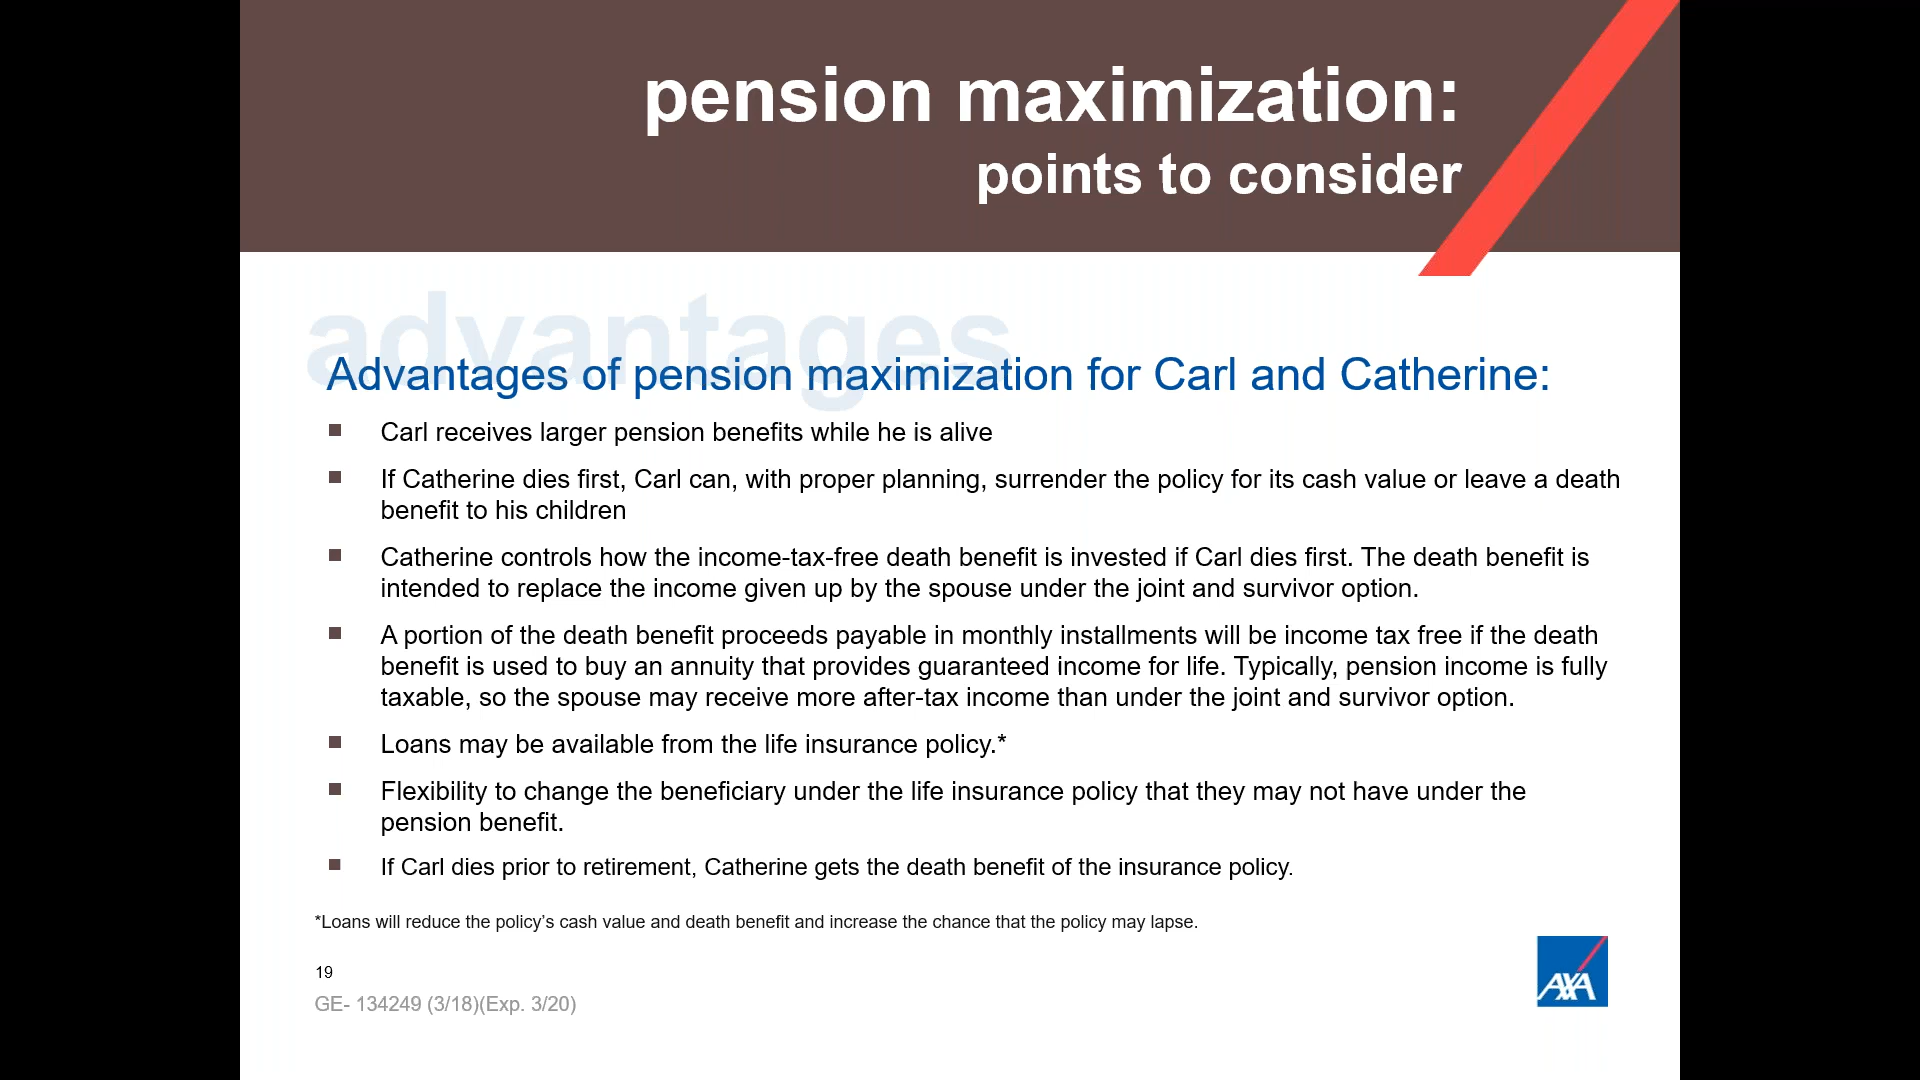 pension maximization:
points to consider
advantages
Advantages of pension maximization for Carl and Catherine:
Carl receives larger pension benefits while he is alive
If Catherine dies first, Carl can, with proper planning, surrender the policy for its cash value or leave a death
benefit to his children
Catherine controls how the income-tax-free death benefit is invested if Carl dies first. The death benefit is
intended to replace the income given up by the spouse under the joint and survivor option.
A portion of the death benefit proceeds payable in monthly installments will be income tax free if the death
benefit is used to buy an annuity that provides guaranteed income for life. Typically, pension income is fully
taxable, so the spouse may receive more after-tax income than under the joint and survivor option.
Loans may be available from the life insurance policy.*
Flexibility to change the beneficiary under the life insurance policy that they may not have under the
pension benefit.
If Carl dies prior to retirement, Catherine gets the death benefit of the insurance policy.
*Loans will reduce the policy’s cash value and death benefit and increase the chance that the policy may lapse.
19
GE- 134249 (3/18)(Exp. 3/20)
AXA